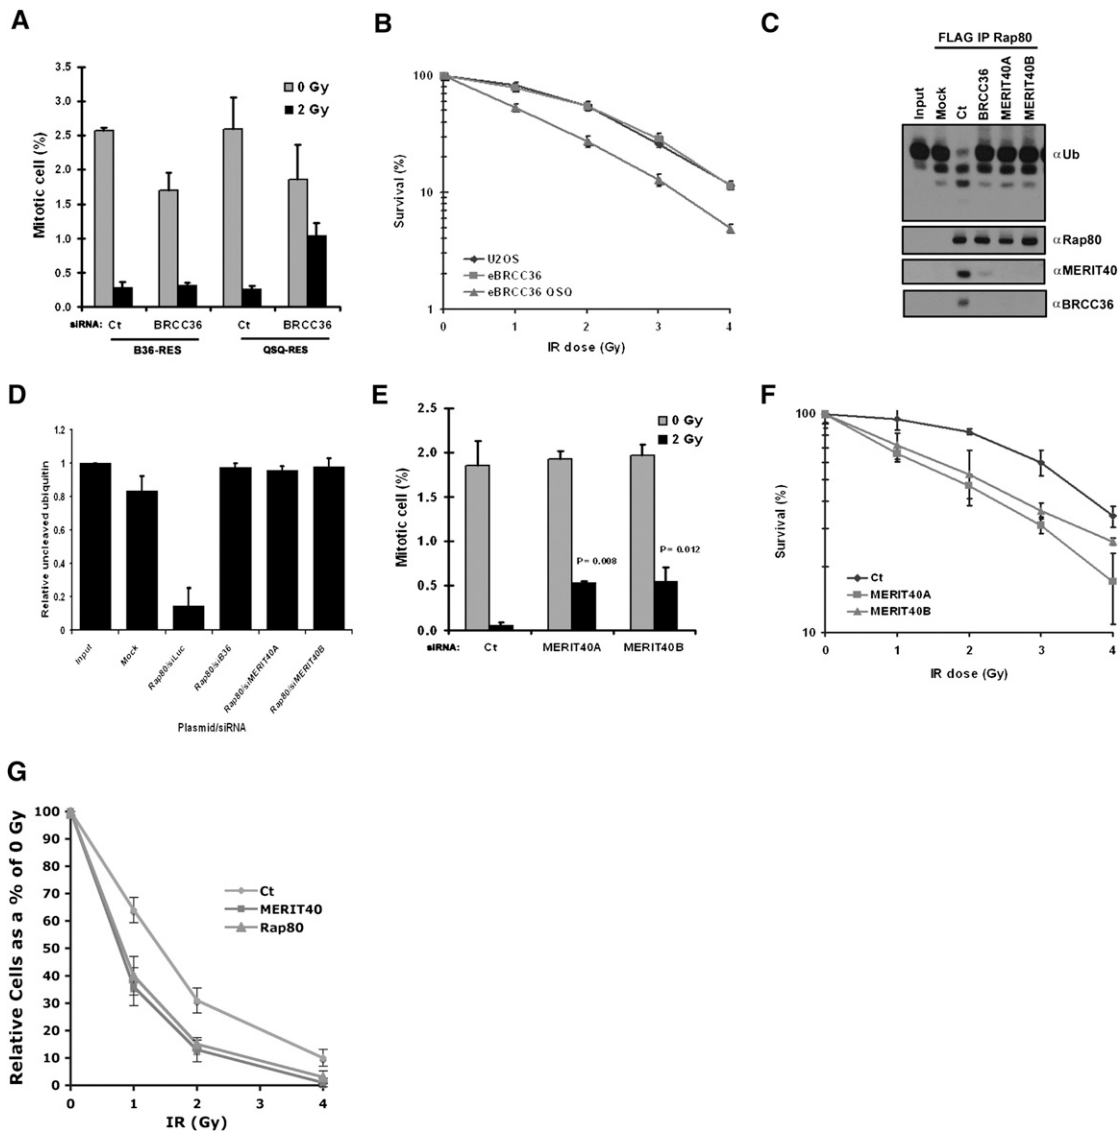 A
3.5
3.0
2.5
2.0
1.5
1.0
0.5
0.0
Mitotic cell (%)
0 Gy
2 Gy
siRNA: Ct BRCC36 Ct BRCC36
B36-RES QSQ-RES
B
100
10
1
Survival (%)
U2OS
eBRCC36
eBRCC36 QSQ
0 1 2 3 4
IR dose (Gy)
C
FLAG IP Rap80
Input
Mock
Ct
BRCC36
MERIT40A
MERIT40B
αUb
αRap80
αMERIT40
αBRCC36
D
1.2
1
0.8
0.6
0.4
0.2
0
Relative uncleaved ubiquitin
Input
Mock
Rap80/siLuc
Rap80/siB36
Rap80/siMERIT40A
Rap80/siMERIT40B
Plasmid/siRNA
E
2.5
2.0
1.5
1.0
0.5
0.0
Mitotic cell (%)
0 Gy
2 Gy
P = 0.008
P = 0.012
siRNA: Ct MERIT40A MERIT40B
F
100
10
Survival (%)
Ct
MERIT40A
MERIT40B
0 1 2 3 4
IR dose (Gy)
G
100
90
80
70
60
50
40
30
20
10
0
Relative Cells as a % of 0 Gy
Ct
MERIT40
Rap80
0 1 2 3 4
IR (Gy)